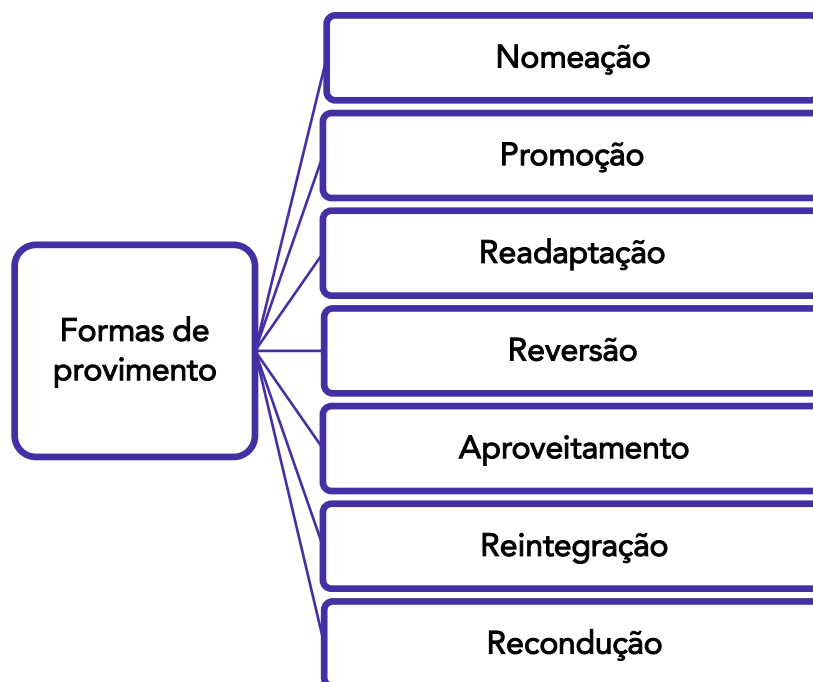 Formas de
provimento
Nomeação
Promoção
Readaptação
Reversão
Aproveitamento
Reintegração
Recondução